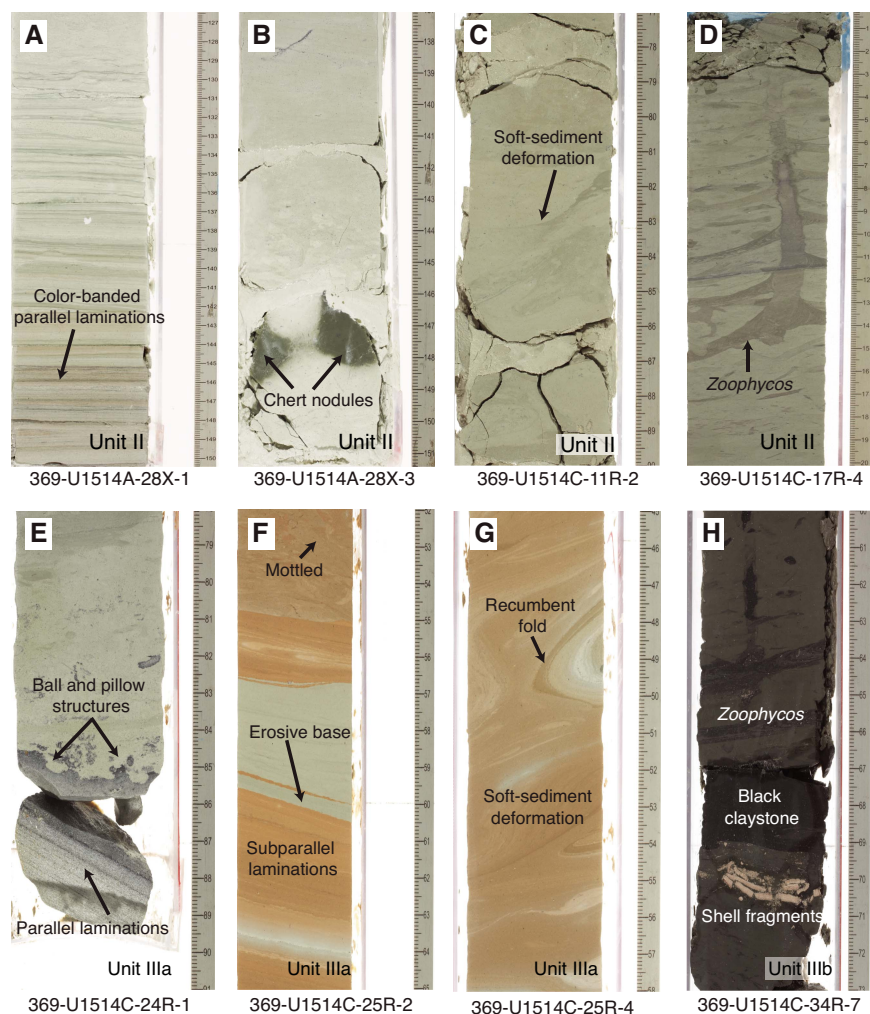 A
Color-banded
parallel laminations
Unit II
369-U1514A-28X-1
B
Chert nodules
Unit II
369-U1514A-28X-3
C
Soft-sediment
deformation
Unit II
369-U1514C-11R-2
D
Zoophycos
Unit II
369-U1514C-17R-4
E
Ball and pillow
structures
Parallel laminations
Unit IIIa
369-U1514C-24R-1
F
Mottled
Erosive base
Subparallel
laminations
Unit IIIa
369-U1514C-25R-2
G
Recumbent
fold
Soft-sediment
deformation
Unit IIIa
369-U1514C-25R-4
H
Zoophycos
Black
claystone
Shell fragments
Unit IIIb
369-U1514C-34R-7